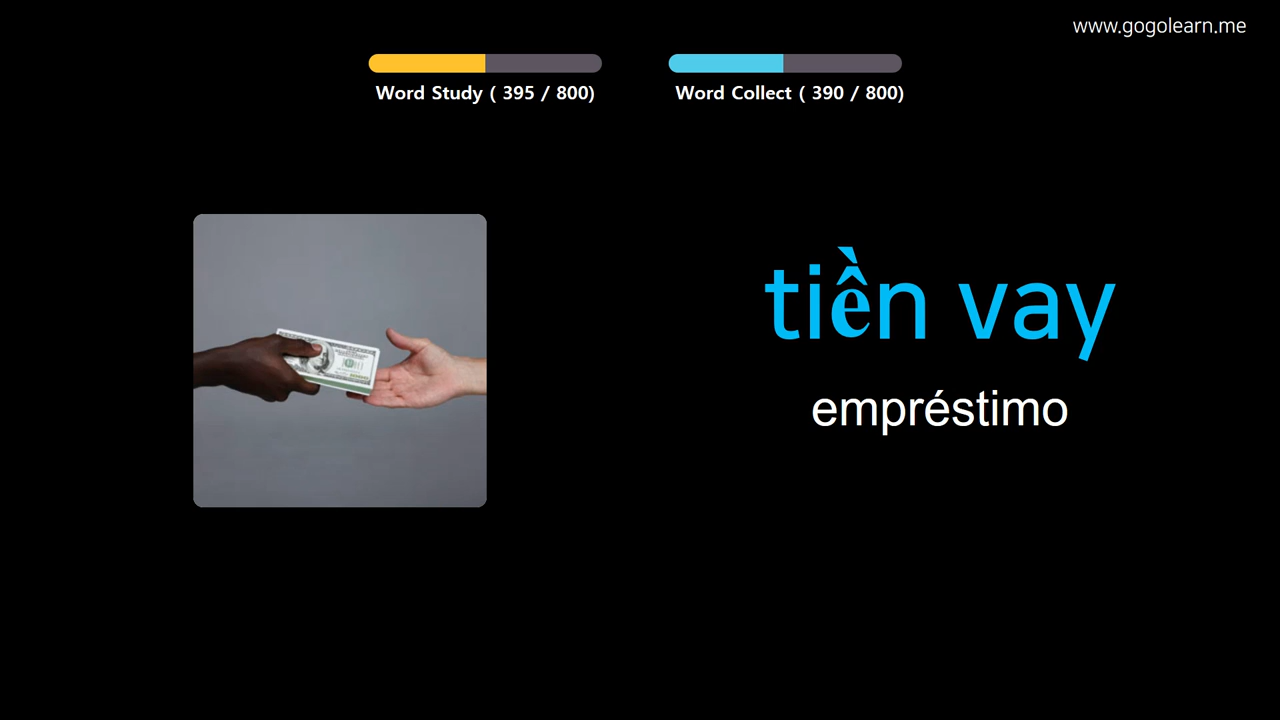 www.gogolearn.me
Word Study ( 395 / 800)
Word Collect ( 390 / 800)
tiền vay
empréstimo